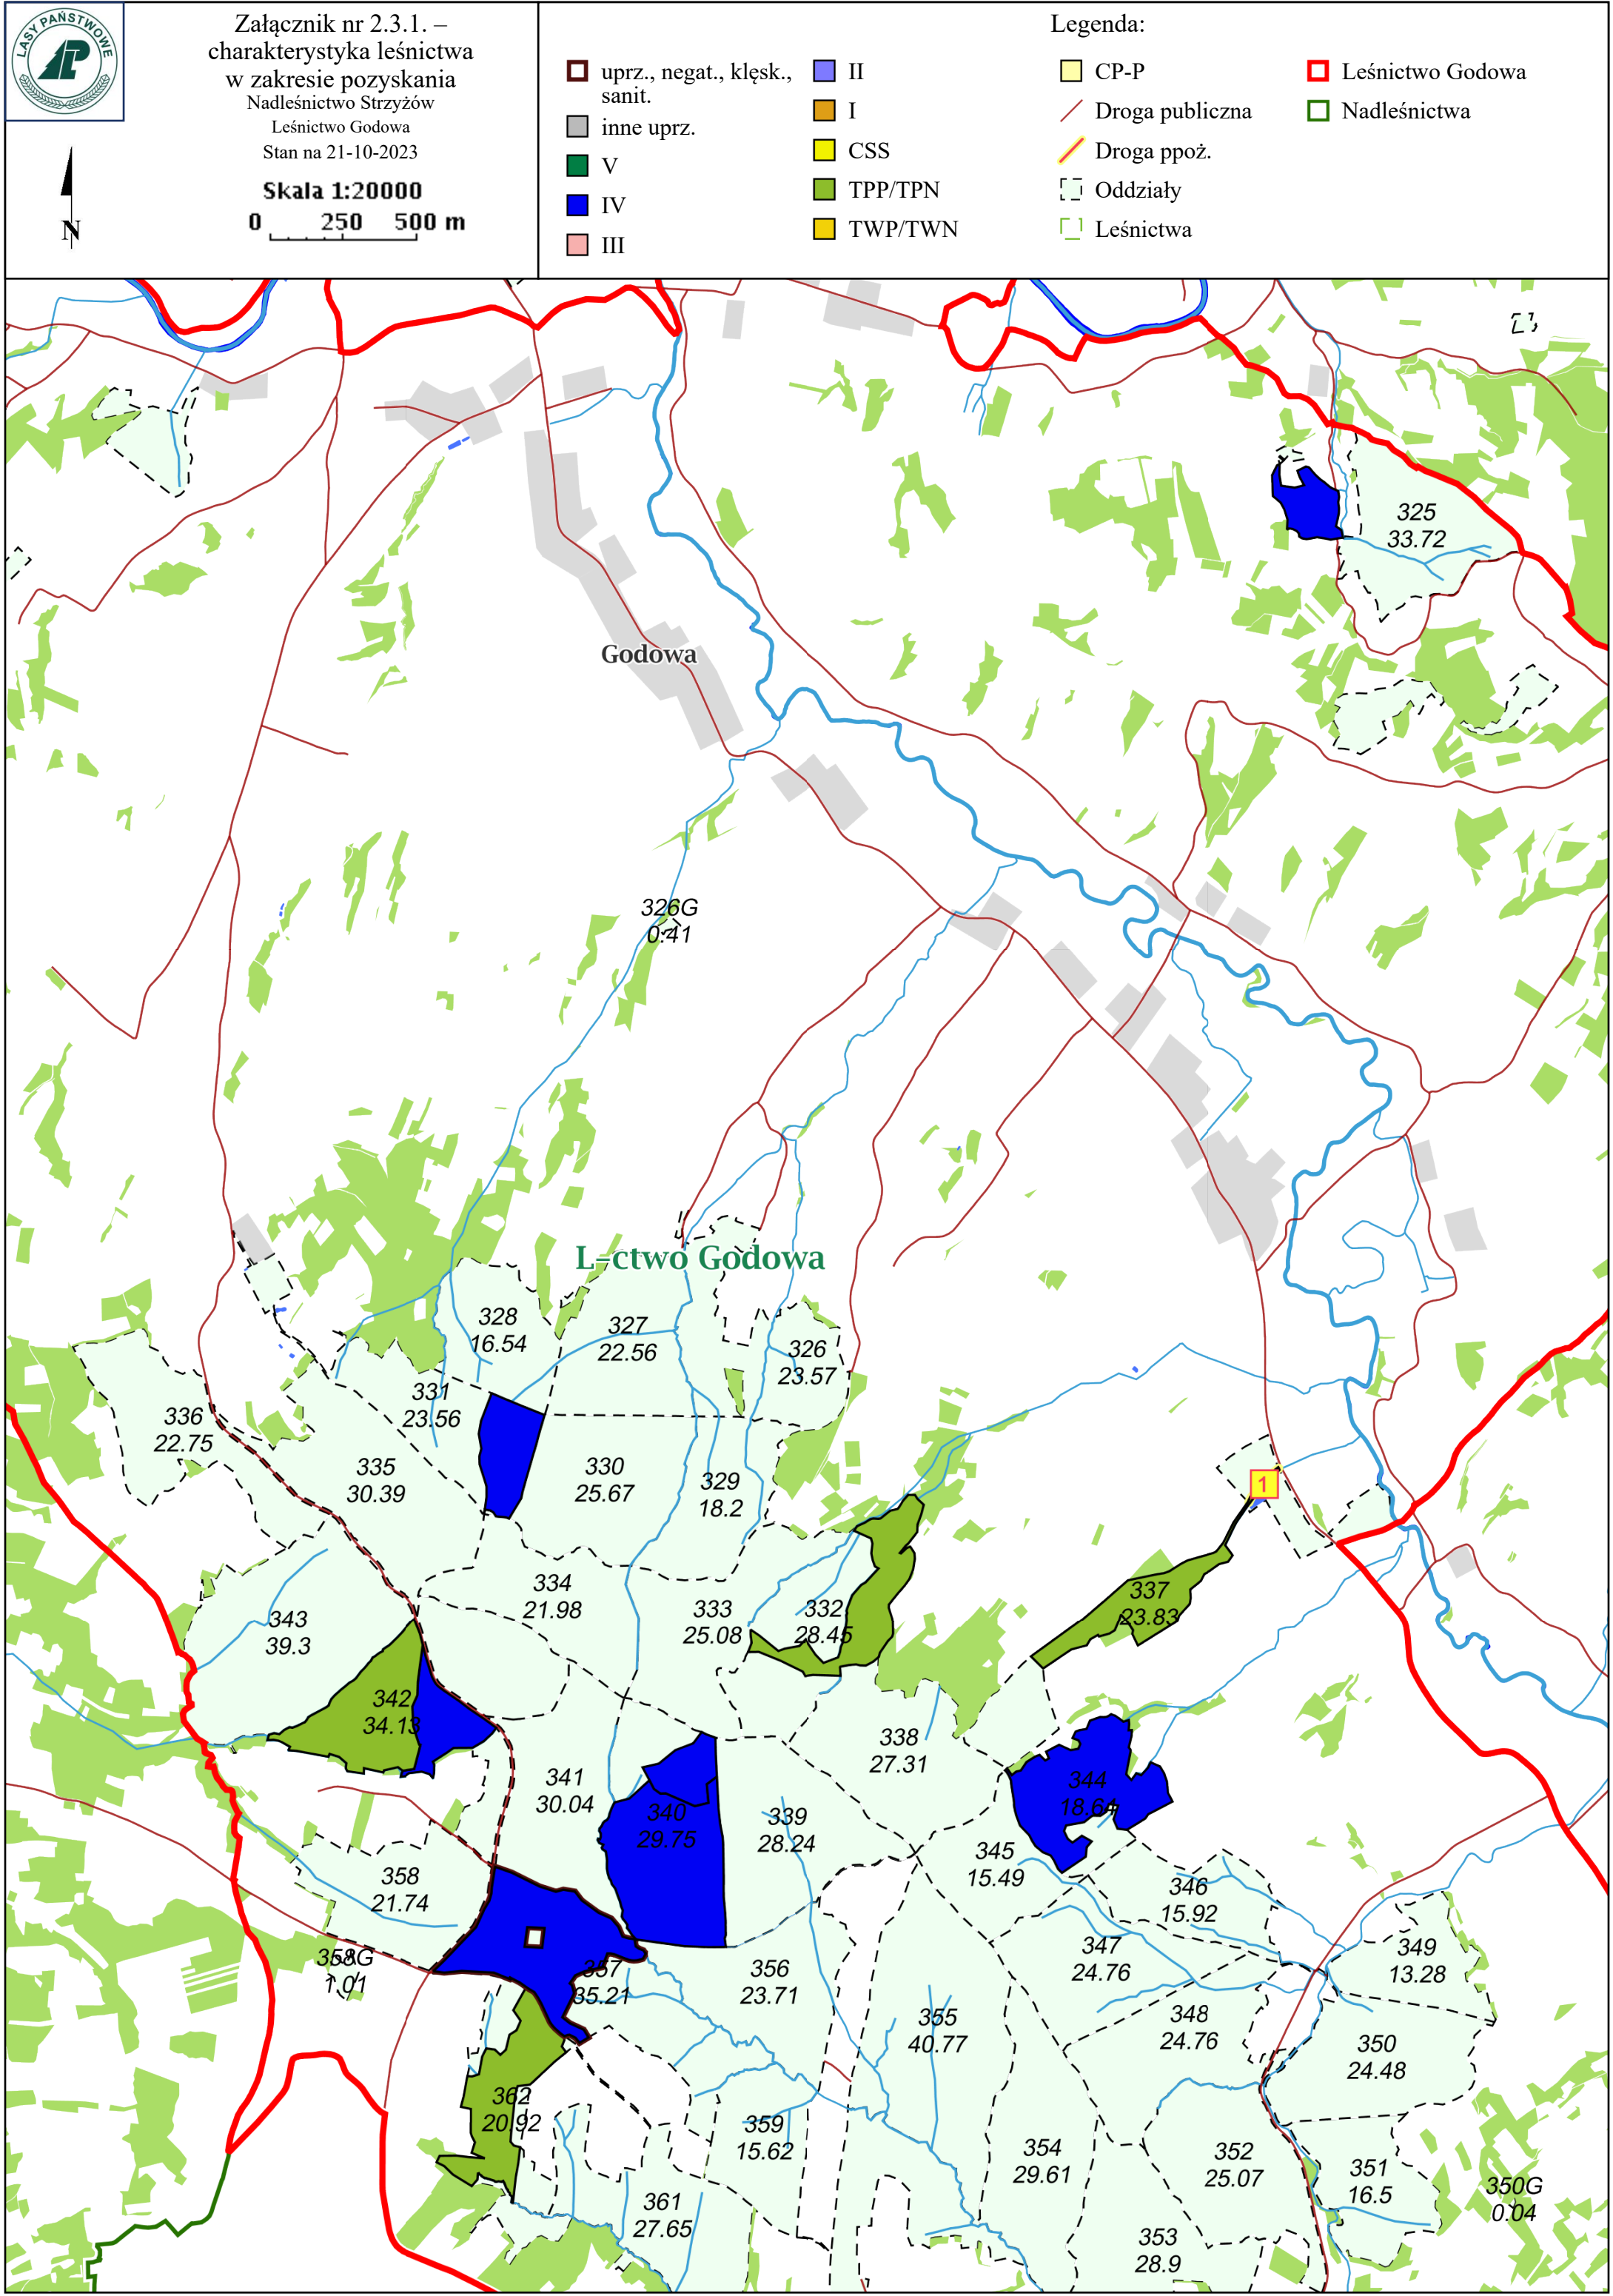 LASY PAŃSTWOWE
Załącznik nr 2.3.1. –
charakterystyka leśnictwa
w zakresie pozyskania
Nadleśnictwo Strzyżów
Leśnictwo Godowa
Stan na 21-10-2023
Skala 1:20000
0 250 500 m
N
Legenda:
uprz., negat., klęsk.,
sanit.
inne uprz.
V
IV
III
II
I
CSS
TPP/TPN
TWP/TWN
CP-P
Droga publiczna
Droga ppoż.
Oddziały
Leśnictwa
Leśnictwo Godowa
Nadleśnictwa
325
33.72
Godowa
326G
0.41
L-ctwo Godowa
328
16.54
327
22.56
326
23.57
331
23.56
336
22.75
335
30.39
330
25.67
329
18.2
1
334
21.98
333
25.08
332
28.45
337
23.83
343
39.3
342
34.13
338
27.31
341
30.04
340
29.75
339
28.24
344
18.64
345
15.49
358
21.74
346
15.92
358G
1.01
357
35.21
356
23.71
347
24.76
349
13.28
355
40.77
348
24.76
350
24.48
362
20.92
359
15.62
354
29.61
352
25.07
351
16.5
350G
0.04
361
27.65
353
28.9